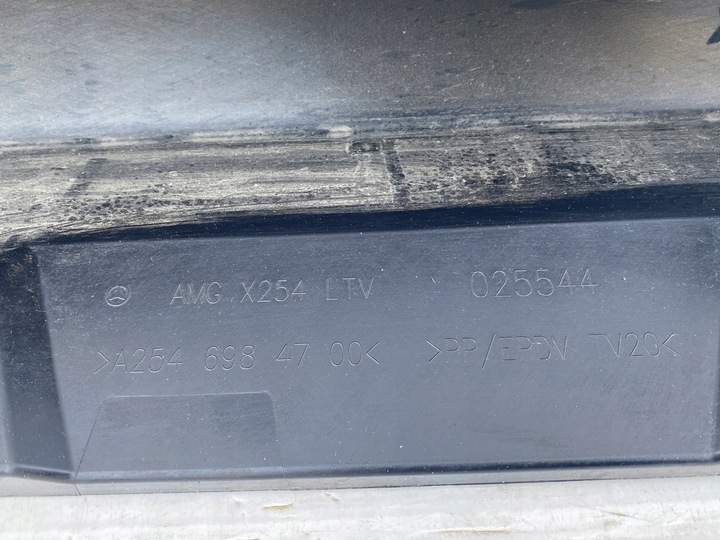 AMG X254 LTV 025544
>A254 698 47 00< >PP/EPDM TV20<